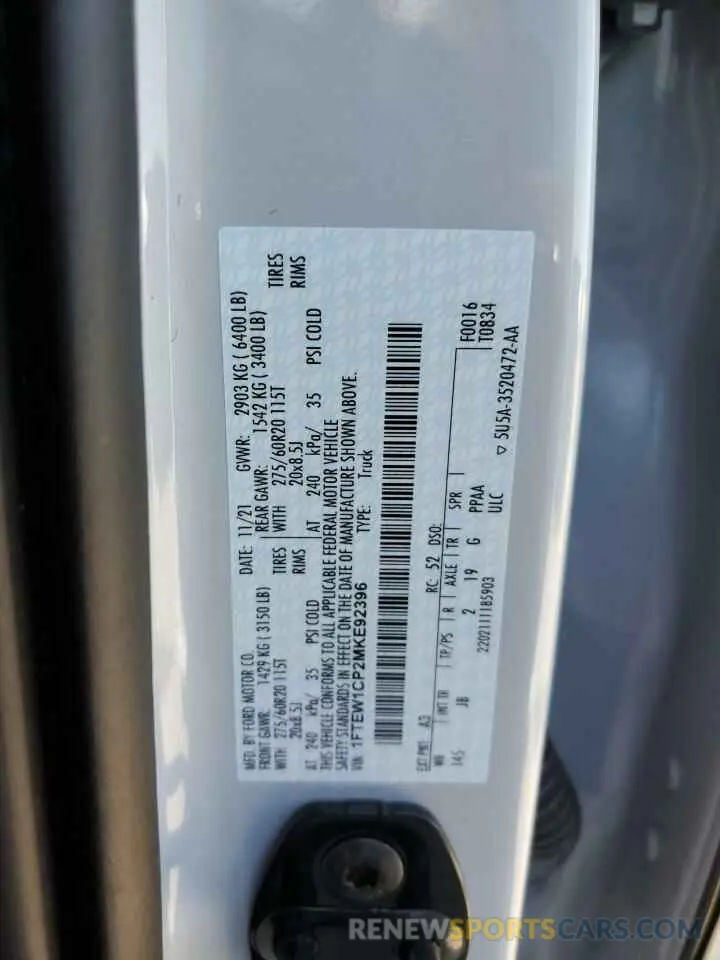 MFD. BY FORD MOTOR CO.
DATE: 11/21 GVWR: 2903 KG ( 6400 LB)
FRONT GAWR: 1429 KG ( 3150 LB) REAR GAWR: 1542 KG ( 3400 LB)
WITH 275/60R20 115T TIRES WITH 275/60R20 115T TIRES
20x8.5J RIMS 20x8.5J RIMS
AT 240 kPa/ 35 PSI COLD AT 240 kPa/ 35 PSI COLD
THIS VEHICLE CONFORMS TO ALL APPLICABLE FEDERAL MOTOR VEHICLE
SAFETY STANDARDS IN EFFECT ON THE DATE OF MANUFACTURE SHOWN ABOVE.
VIN: 1FTEW1CP2MKE92396 TYPE: Truck
EXT PNT: A3 RC: 52 DSO: F0016
WB INT TR TP/PS R AXLE TR SPR T0834
145 JB 2 19 G PPAA
2202111185903 ULC
▽ 5U5A-3520472-AA
RENEWSPORTSCARS.COM